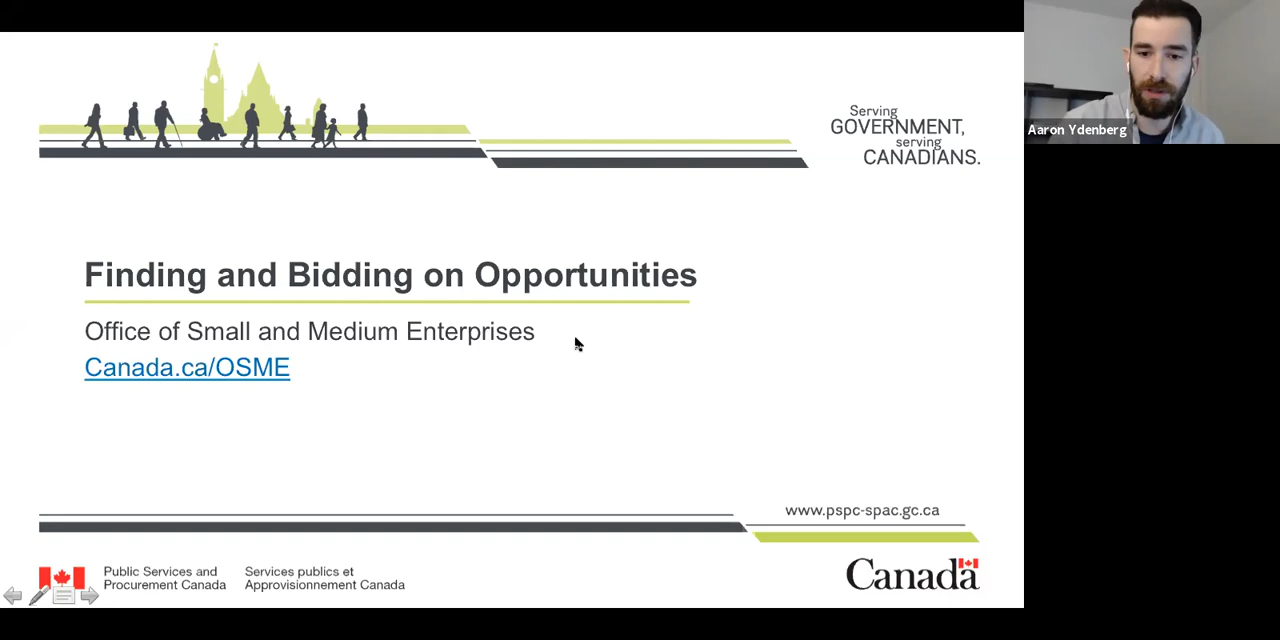 Serving
GOVERNMENT,
serving
CANADIANS.
Aaron Ydenberg
Finding and Bidding on Opportunities
Office of Small and Medium Enterprises
Canada.ca/OSME
www.pspc-spac.gc.ca
Public Services and
Procurement Canada
Services publics et
Approvisionnement Canada
Canada